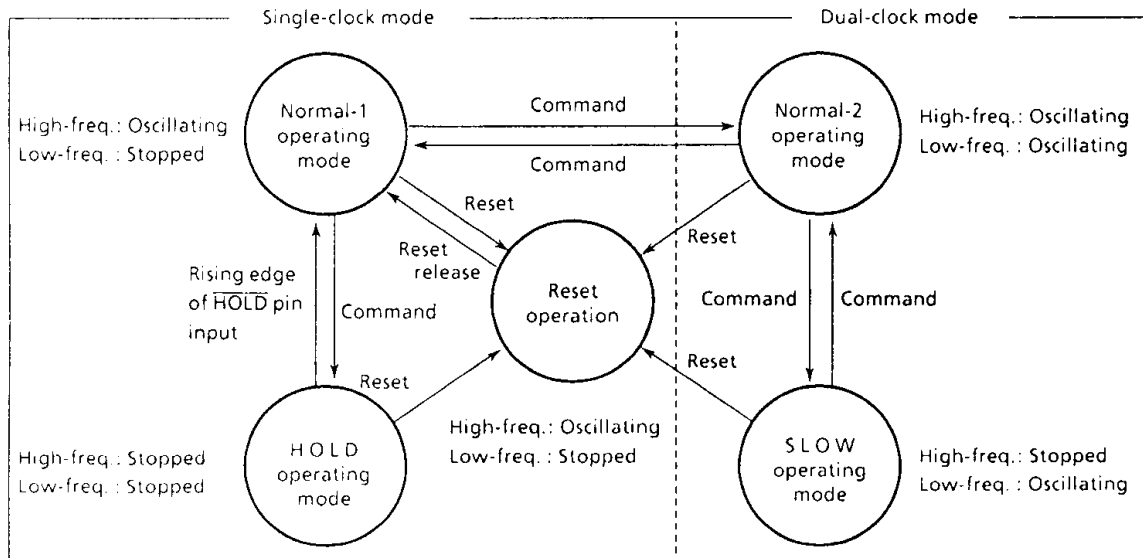 Single-clock mode
Dual-clock mode
Normal-1
operating
mode
High-freq.: Oscillating
Low-freq. : Stopped
Command
Command
Normal-2
operating
mode
High-freq.: Oscillating
Low-freq. : Oscillating
Reset
Reset
release
Reset
Rising edge
of H̅O̅L̅D̅ pin
input
Command
Reset
operation
Command
Command
Reset
Reset
HOLD
operating
mode
High-freq.: Stopped
Low-freq. : Stopped
High-freq.: Oscillating
Low-freq. : Stopped
SLOW
operating
mode
High-freq.: Stopped
Low-freq. : Oscillating